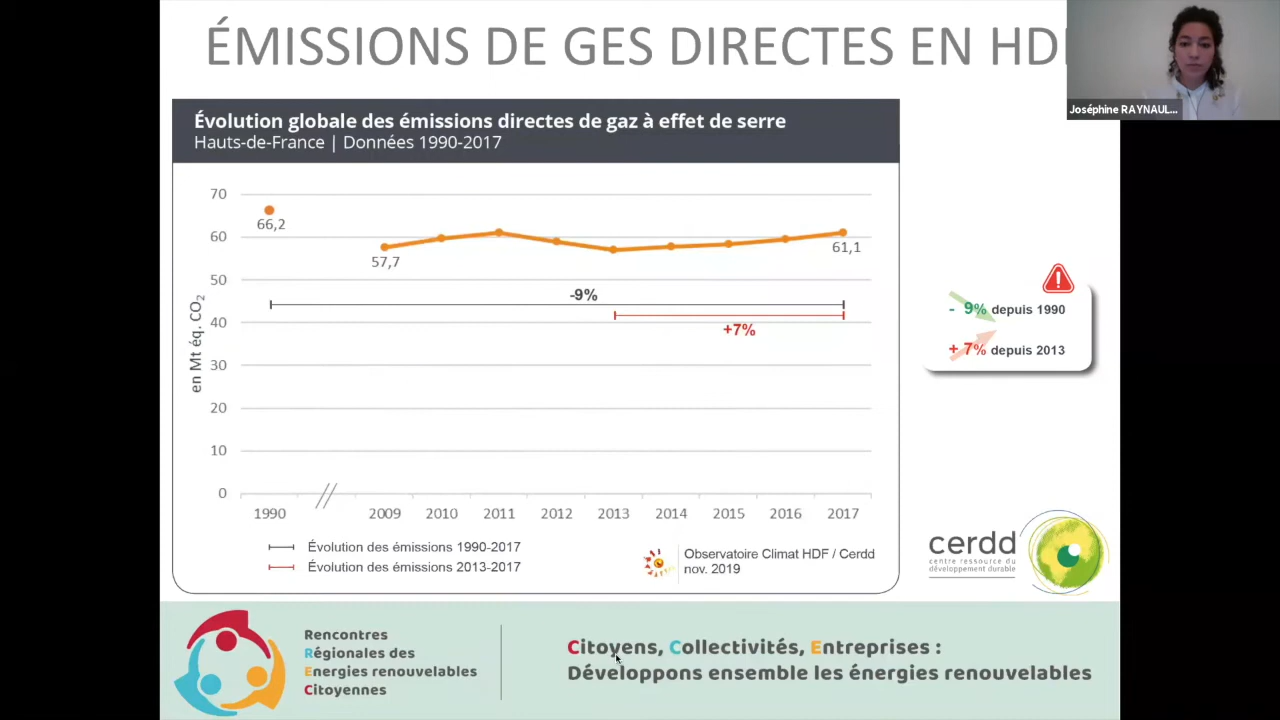 ÉMISSIONS DE GES DIRECTES EN HD
Joséphine RAYNAUL...
Évolution globale des émissions directes de gaz à effet de serre
Hauts-de-France | Données 1990-2017
en Mt éq. CO₂
70
60
50
40
30
20
10
0
66,2
57,7
61,1
-9%
+7%
1990 2009 2010 2011 2012 2013 2014 2015 2016 2017
Évolution des émissions 1990-2017
Évolution des émissions 2013-2017
Observatoire Climat HDF / Cerdd
nov. 2019
- 9% depuis 1990
+ 7% depuis 2013
cerdd
centre ressource du
développement durable
Rencontres
Régionales des
Energies renouvelables
Citoyennes
Citoyens, Collectivités, Entreprises :
Développons ensemble les énergies renouvelables